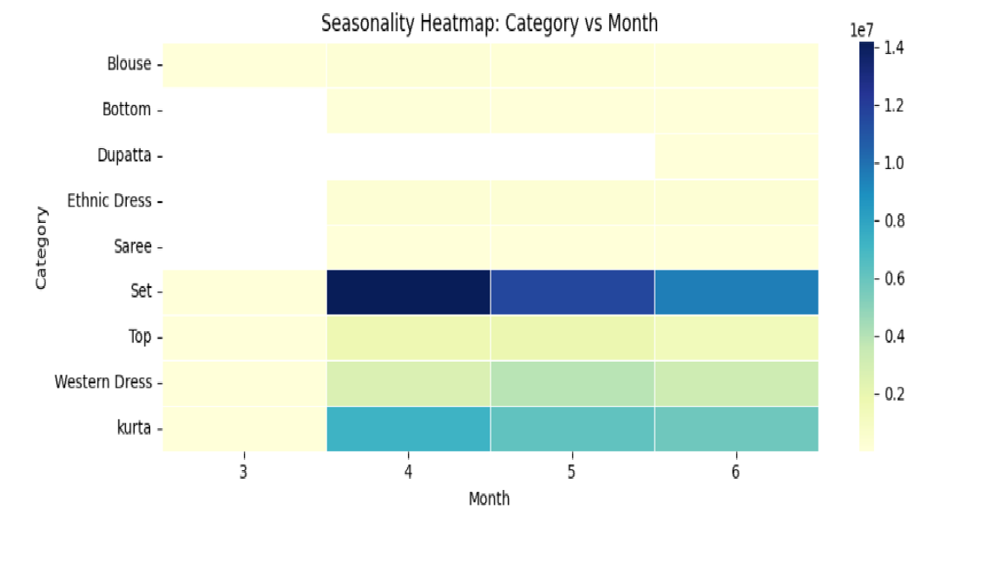 Seasonality Heatmap: Category vs Month
1e7
Blouse
Bottom
Dupatta
Ethnic Dress
Saree
Set
Top
Western Dress
kurta
Category
3 4 5 6
Month
1.4
1.2
1.0
0.8
0.6
0.4
0.2